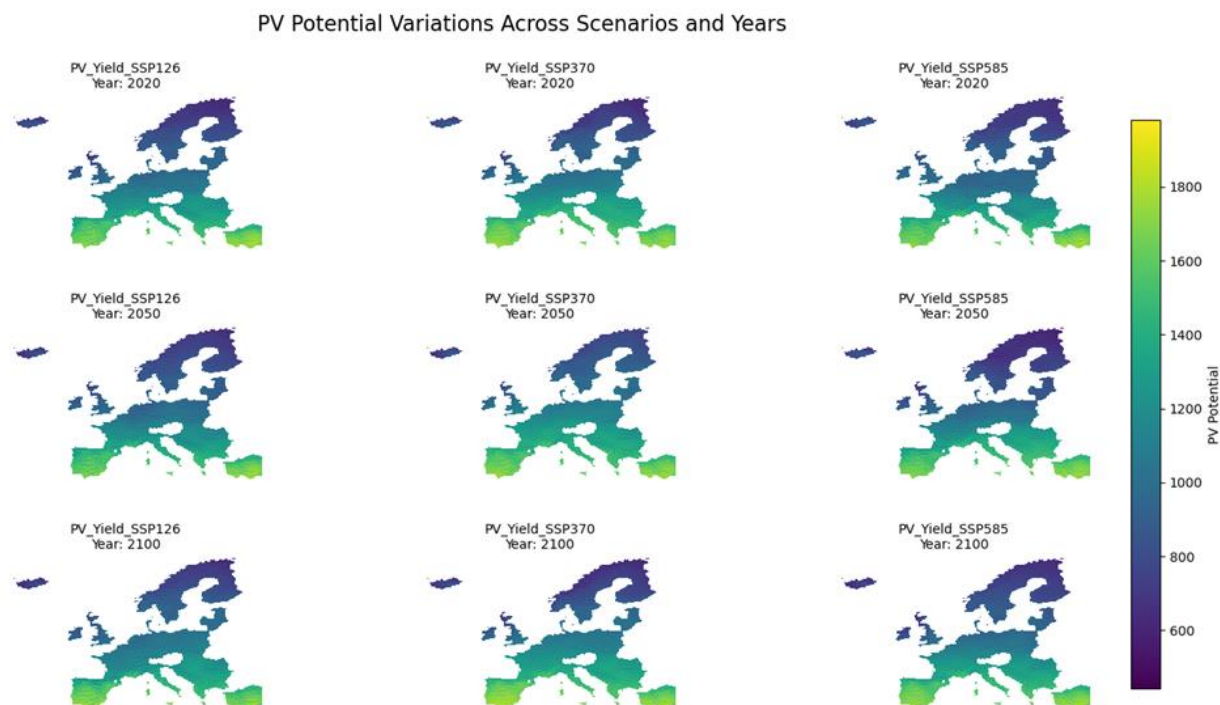 PV Potential Variations Across Scenarios and Years
PV_Yield_SSP126
Year: 2020
PV_Yield_SSP370
Year: 2020
PV_Yield_SSP585
Year: 2020
PV_Yield_SSP126
Year: 2050
PV_Yield_SSP370
Year: 2050
PV_Yield_SSP585
Year: 2050
PV_Yield_SSP126
Year: 2100
PV_Yield_SSP370
Year: 2100
PV_Yield_SSP585
Year: 2100
1800
1600
1400
1200
1000
800
600
PV Potential